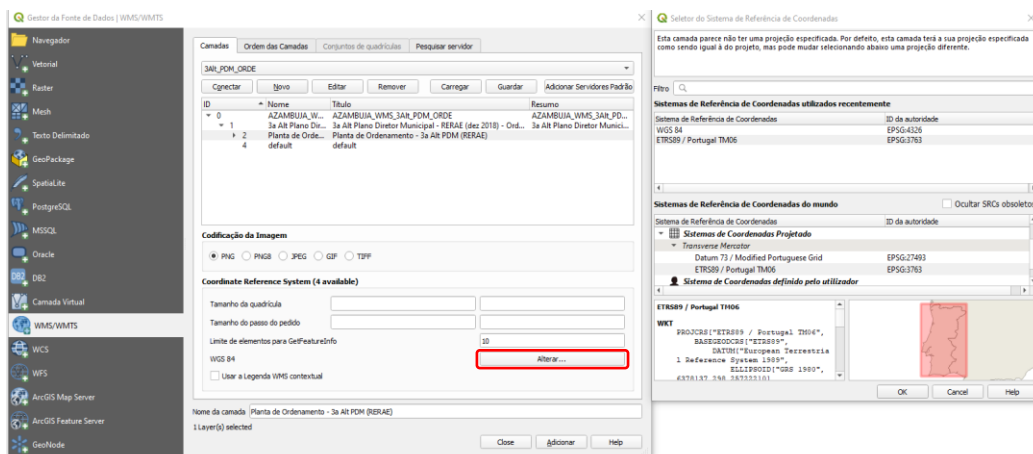 Gestor da Fonte de Dados | WMS/WMTS
Navegador
Vetorial
Raster
Mesh
Texto Delimitado
GeoPackage
SpatiaLite
PostgreSQL
MSSQL
Oracle
DB2
Camada Virtual
WMS/WMTS
WCS
WFS
ArcGIS Map Server
ArcGIS Feature Server
GeoNode
Camadas Ordem das Camadas Conjuntos de quadrículas Pesquisar servidor
3Alt_PDM_ORDE
Conectar Novo Editar Remover Carregar Guardar Adicionar Servidores Padrão
ID Nome Título Resumo
0 AZAMBUJA_W... AZAMBUJA_WMS_3Alt_PDM_ORDE AZAMBUJA_WMS_3Alt_PD...
1 3a Alt Plano Dir... 3a Alt Plano Diretor Municipal - RERAE (dez 2018) - Ord... 3a Alt Plano Diretor Munici...
2 Planta de Orde... Planta de Ordenamento - 3a Alt PDM (RERAE)
4 default default
Codificação da Imagem
PNG PNG8 JPEG GIF TIFF
Coordinate Reference System (4 available)
Tamanho da quadrícula
Tamanho do passo do pedido
Limite de elementos para GetFeatureInfo 10
WGS 84 Alterar...
Usar a Legenda WMS contextual
Nome da camada Planta de Ordenamento - 3a Alt PDM (RERAE)
1 Layer(s) selected
Close Adicionar Help
Seletor do Sistema de Referência de Coordenadas
Esta camada parece não ter uma projeção especificada. Por defeito, esta camada terá a sua projeção especificada
como sendo igual à do projeto, mas pode mudar selecionando abaixo uma projeção diferente.
Filtro
Sistemas de Referência de Coordenadas utilizados recentemente
Sistema de Referência de Coordenadas ID da autoridade
WGS 84 EPSG:4326
ETRS89 / Portugal TM06 EPSG:3763
Sistemas de Referência de Coordenadas do mundo Ocultar SRCs obsoletos
Sistema de Referência de Coordenadas ID da autoridade
Sistemas de Coordenadas Projetado
Transverse Mercator
Datum 73 / Modified Portuguese Grid EPSG:27493
ETRS89 / Portugal TM06 EPSG:3763
Sistema de Coordenadas definido pelo utilizador
ETRS89 / Portugal TM06
WKT
PROJCRS["ETRS89 / Portugal TM06",
BASEGEODCRS["ETRS89",
DATUM["European Terrestria
l Reference System 1989",
ELLIPSOID["GRS 1980",
6378137,298.257222101,
OK Cancel Help